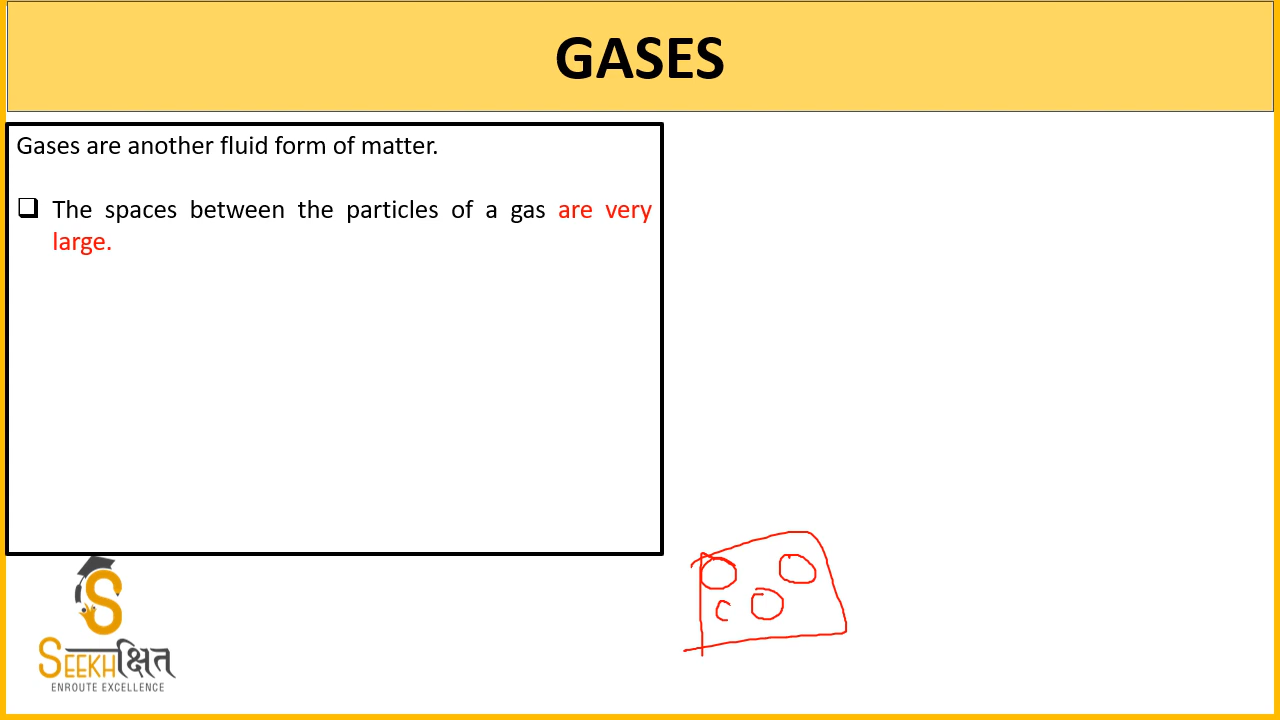 GASES
Gases are another fluid form of matter.
The spaces between the particles of a gas are very
large.
SEEKHक्षित
ENROUTE EXCELLENCE